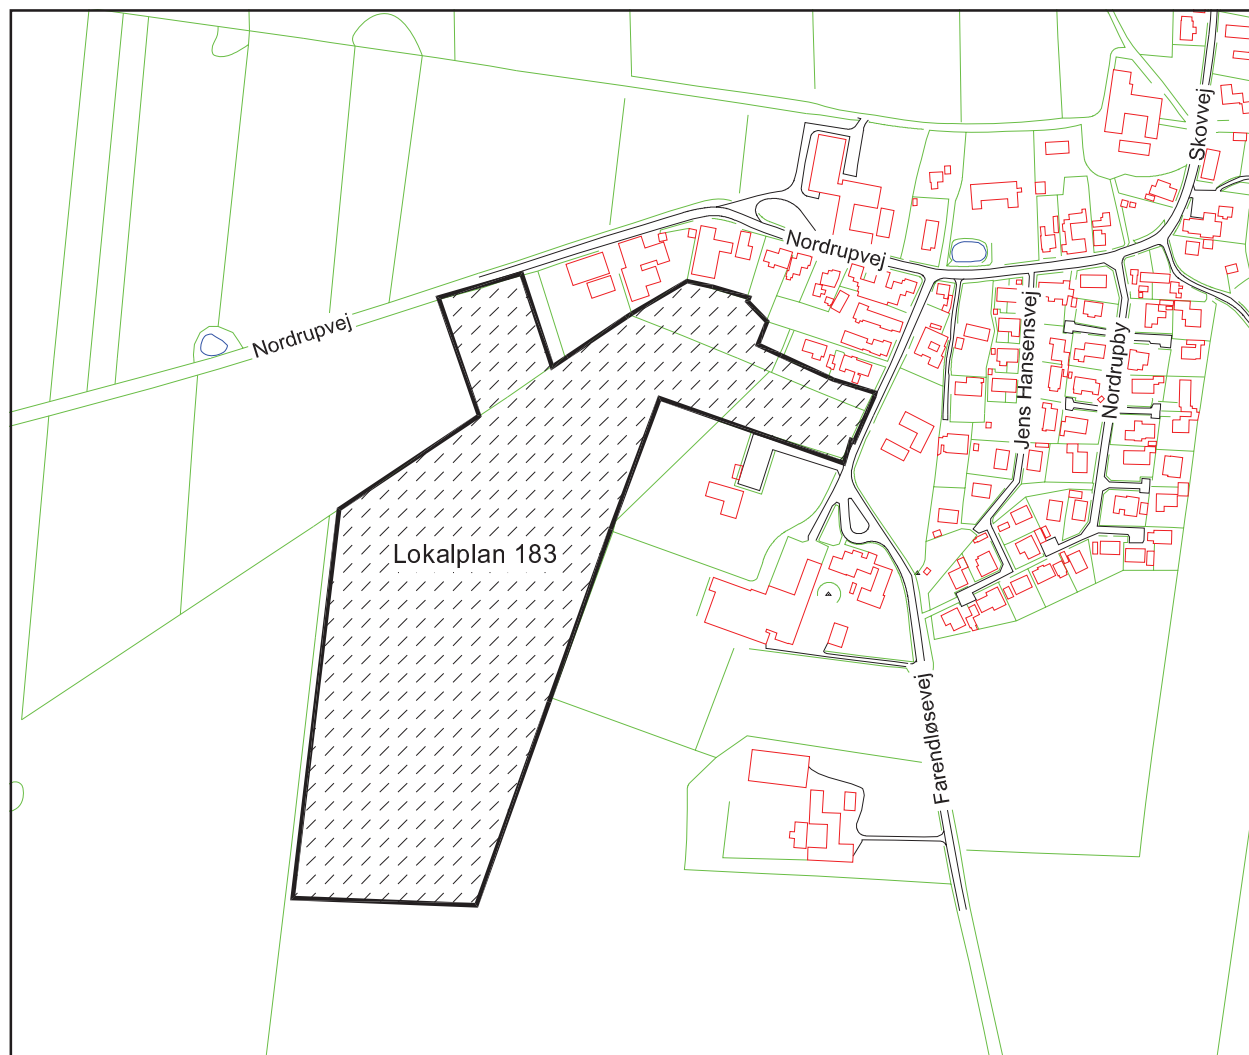 Skovvej
Nordrupvej
Nordrupvej
Jens Hansensvej
Nordrupby
Lokalplan 183
Farendløsevej